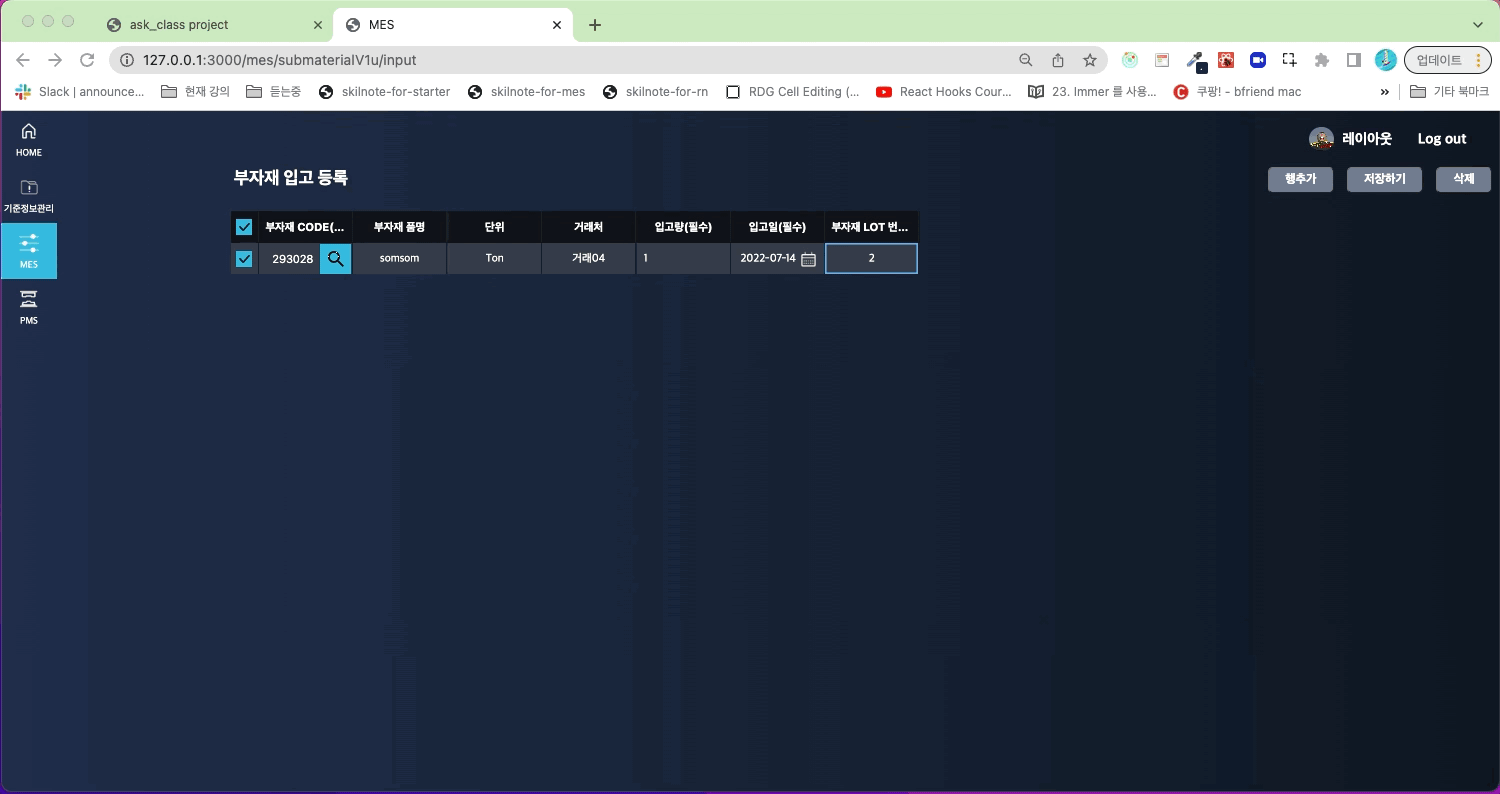 ask_class project
MES
127.0.0.1:3000/mes/submaterialV1u/input
업데이트
Slack | announce...
현재 강의
듣는중
skilnote-for-starter
skilnote-for-mes
skilnote-for-rn
RDG Cell Editing (...
React Hooks Cour...
23. Immer 를 사용...
쿠팡! - bfriend mac
»
기타 북마크
HOME
기준정보관리
MES
PMS
레이아웃
Log out
부자재 입고 등록
행추가
저장하기
삭제
부자재 CODE(... 부자재 품명 단위 거래처 입고량(필수) 입고일(필수) 부자재 LOT 번...
293028 somsom Ton 거래04 1 2022-07-14 2